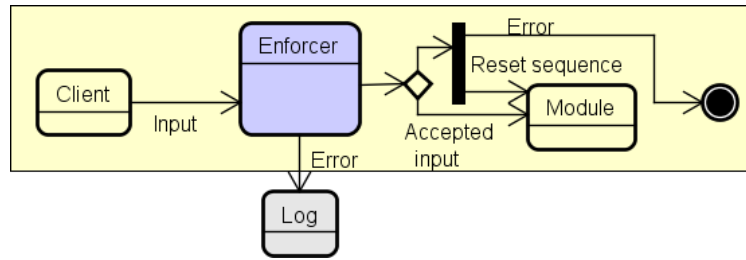 Error
Enforcer
Reset sequence
Client
Module
Input
Accepted
input
Error
Log